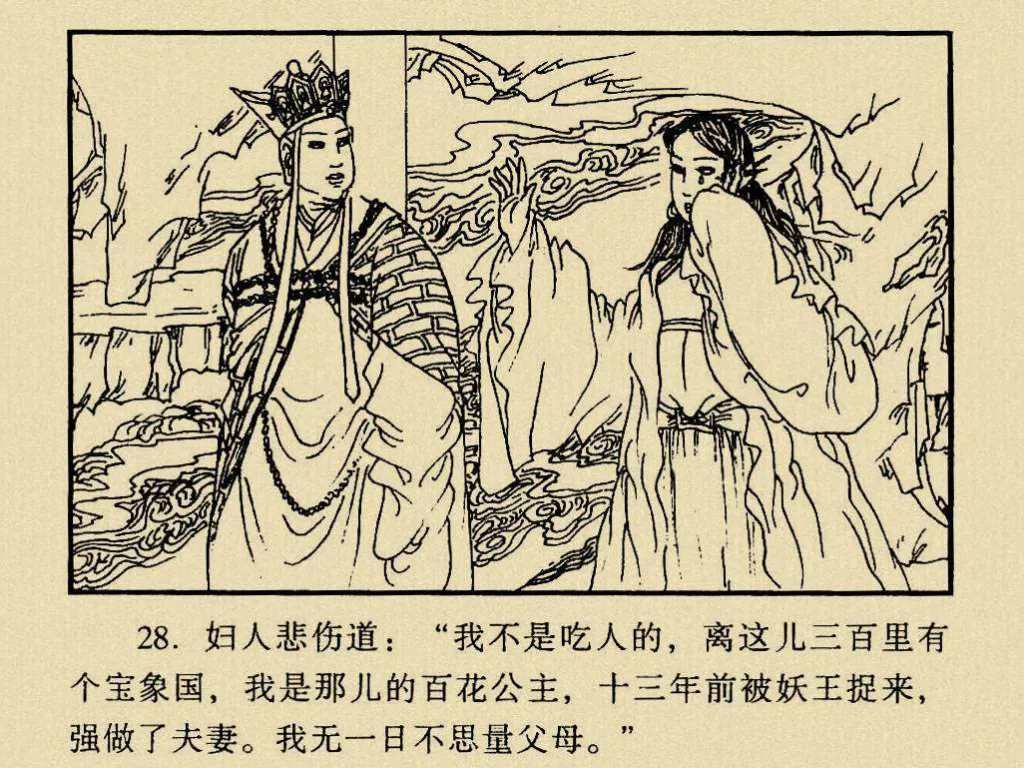 28. 妇人悲伤道：“我不是吃人的，离这儿三百里有
个宝象国，我是那儿的百花公主，十三年前被妖王捉来，
强做了夫妻。我无一日不思量父母。”